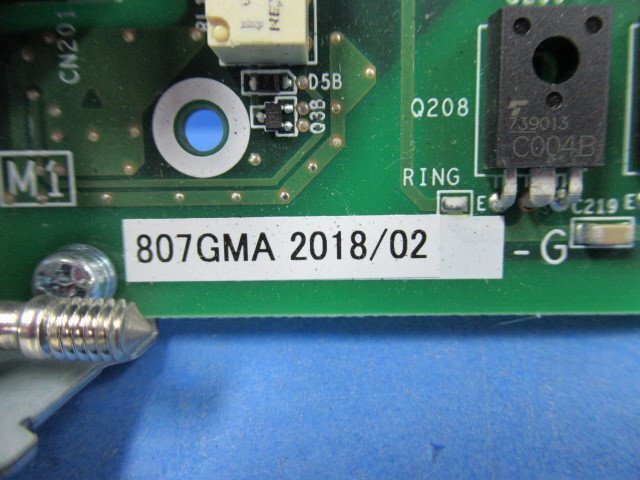 CN201
D5B
Q3B
Q208
739013
C004B
RING
E
C219
E
M1
807GMA 2018/02
-G